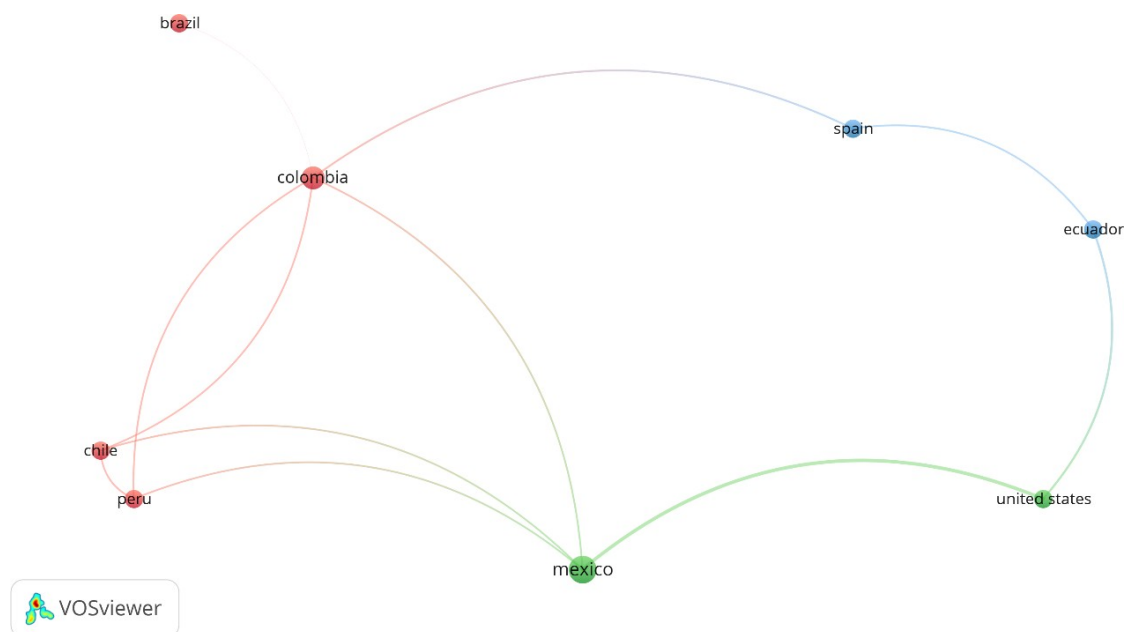 brazil
spain
colombia
ecuador
chile
peru
united states
mexico
VOSviewer